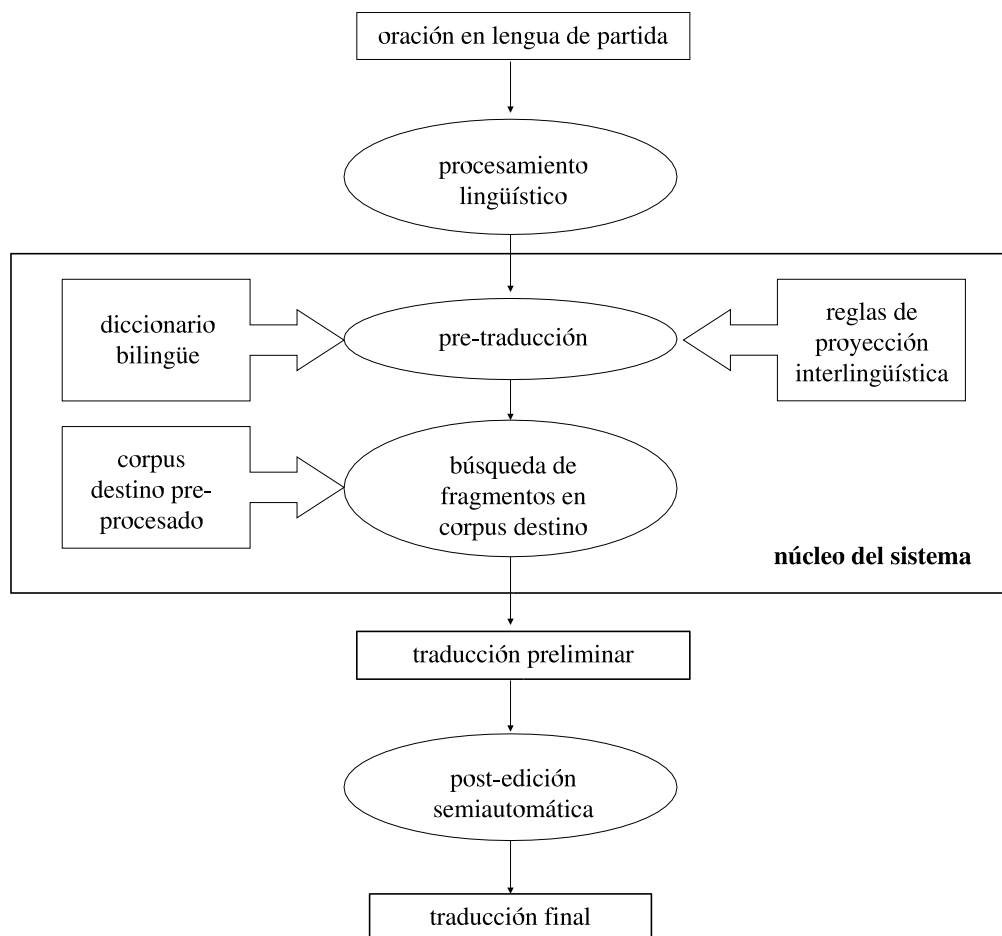 oración en lengua de partida
procesamiento
lingüístico
diccionario
bilingüe
pre-traducción
reglas de
proyección
interlingüística
corpus
destino pre-
procesado
búsqueda de
fragmentos en
corpus destino
núcleo del sistema
traducción preliminar
post-edición
semiautomática
traducción final